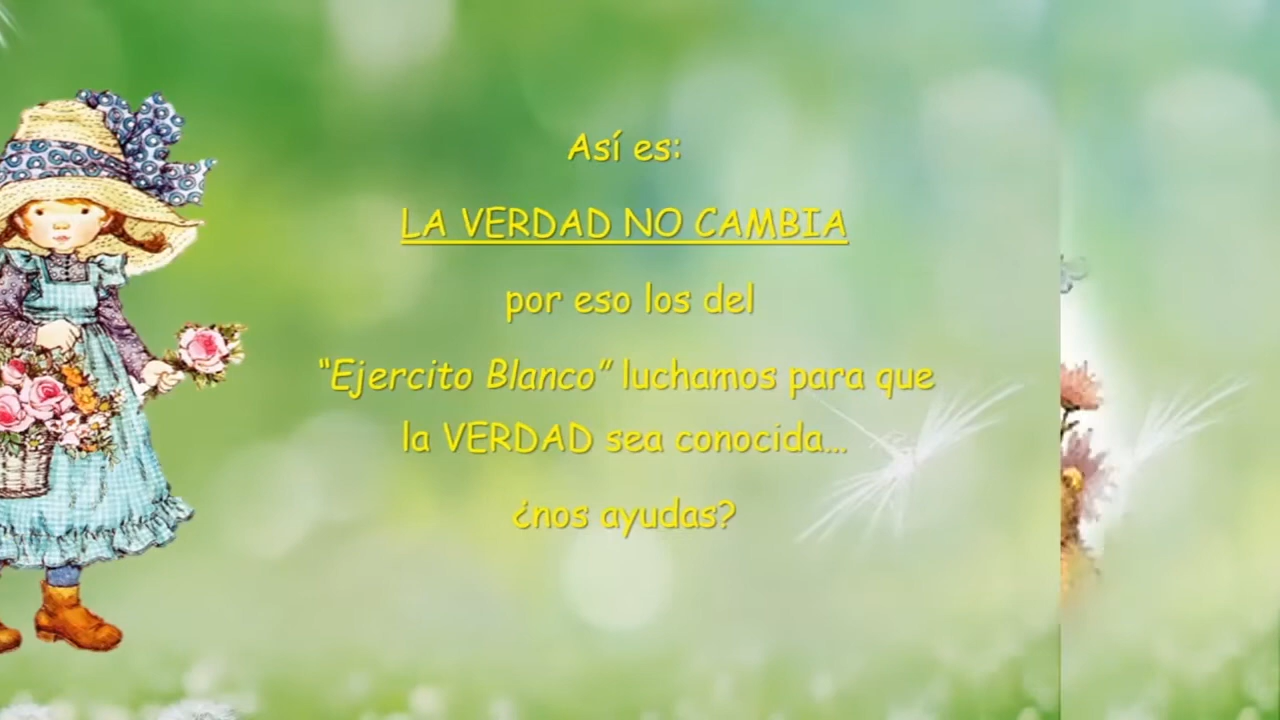 Así es:
LA VERDAD NO CAMBIA
por eso los del
“Ejercito Blanco” luchamos para que
la VERDAD sea conocida…
¿nos ayudas?